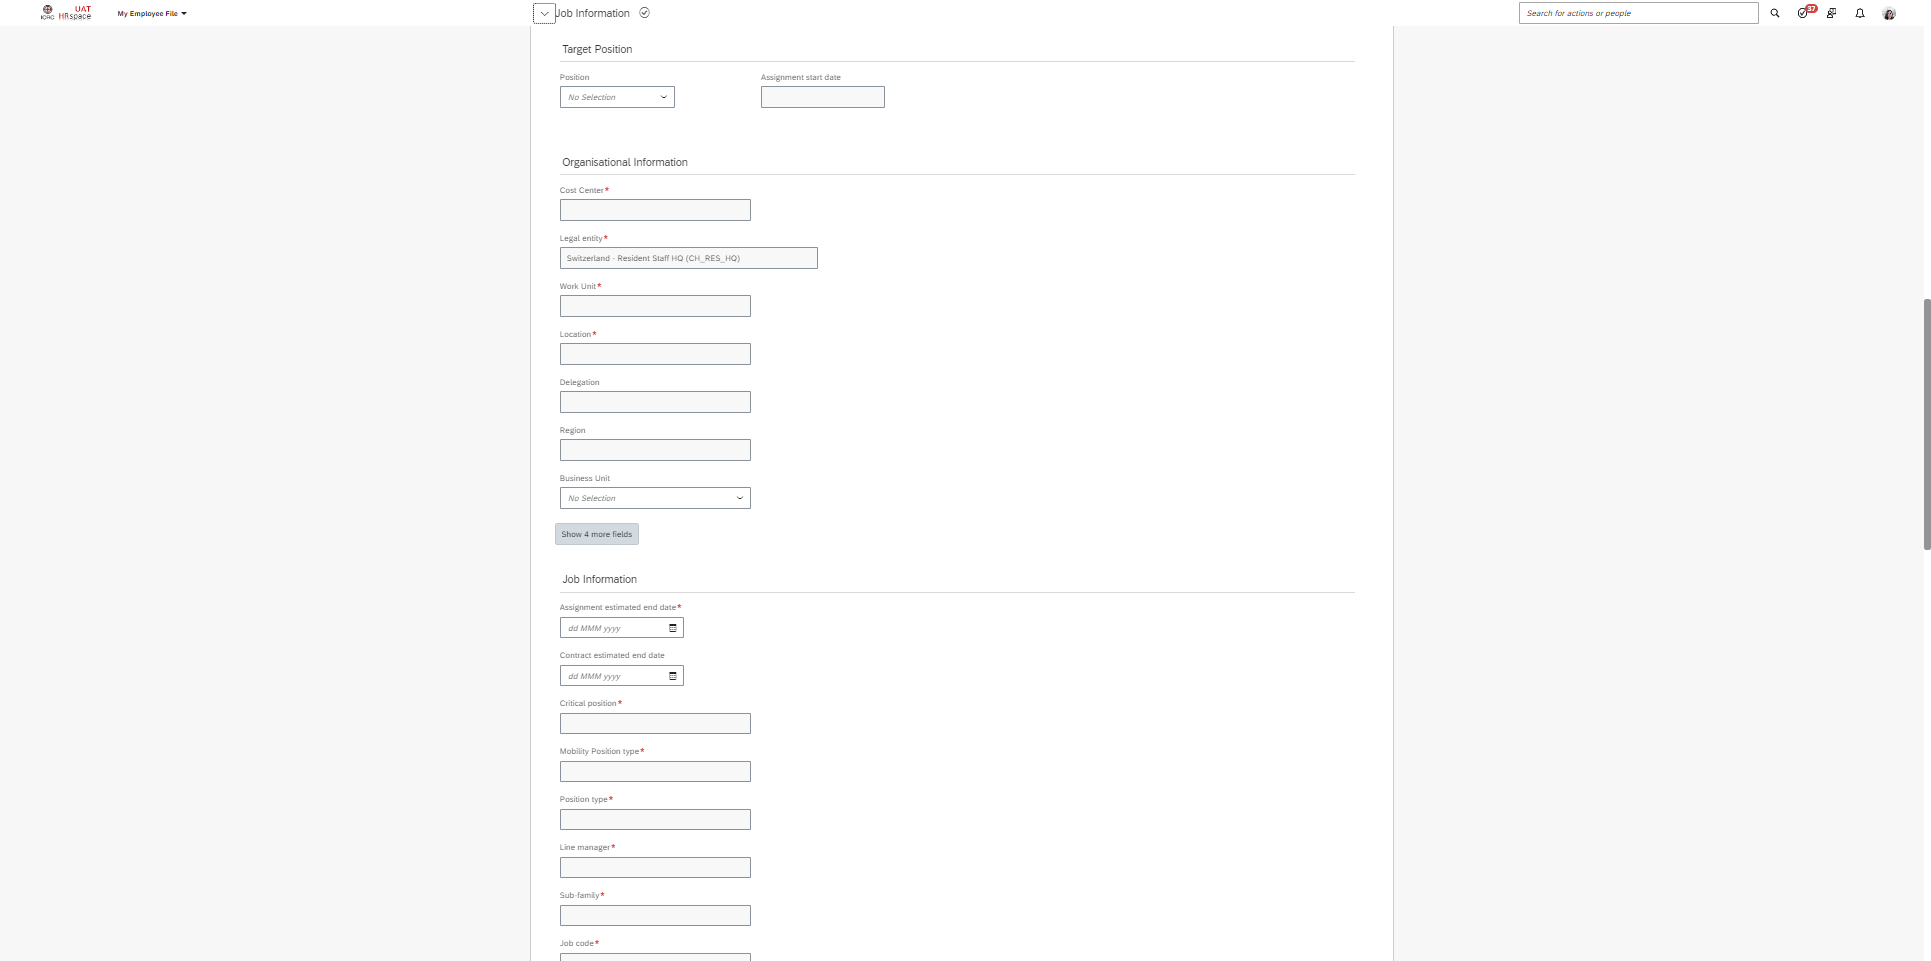 ICRC
UAT
HRspace
My Employee File
Job Information
Search for actions or people
37
Target Position
Position
Assignment start date
No Selection
Organisational Information
Cost Center*
Legal entity*
Switzerland - Resident Staff HQ (CH_RES_HQ)
Work Unit*
Location*
Delegation
Region
Business Unit
No Selection
Show 4 more fields
Job Information
Assignment estimated end date*
dd MMM yyyy
Contract estimated end date
dd MMM yyyy
Critical position*
Mobility Position type*
Position type*
Line manager*
Sub-family*
Job code*